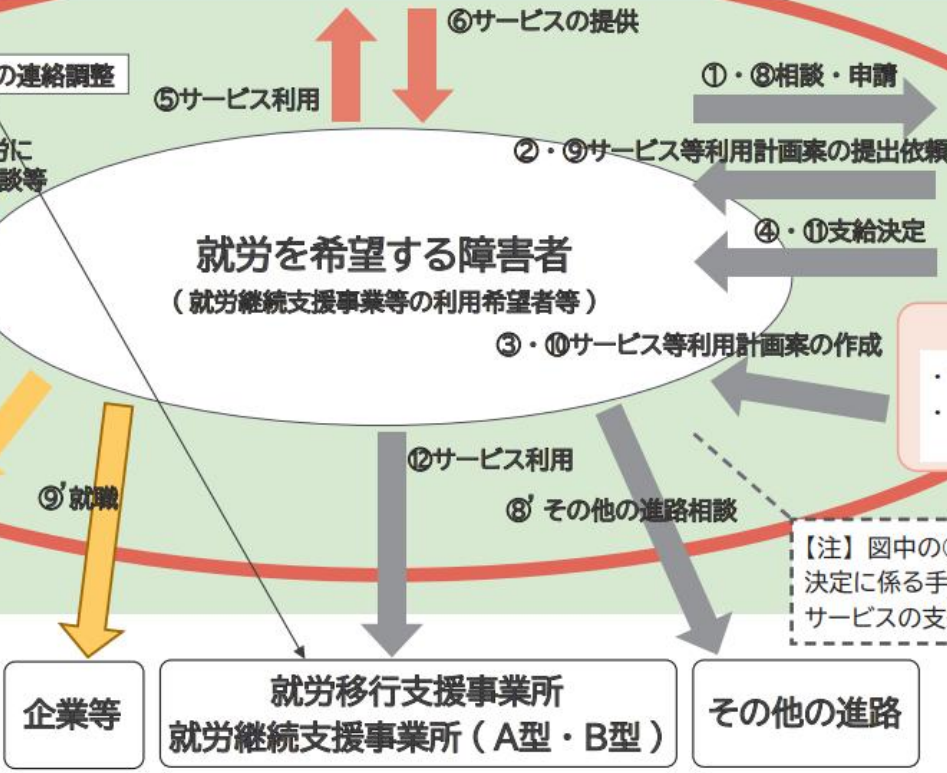 ⑥サービスの提供
の連絡調整
⑤サービス利用
①・⑧相談・申請
労に
談等
②・⑨サービス等利用計画案の提出依頼
④・⑪支給決定
就労を希望する障害者
（就労継続支援事業等の利用希望者等）
③・⑩サービス等利用計画案の作成
・
・
⑫サービス利用
⑨’就職
⑧’その他の進路相談
【注】図中の
決定に係る手
サービスの支
企業等
就労移行支援事業所
就労継続支援事業所（A型・B型）
その他の進路